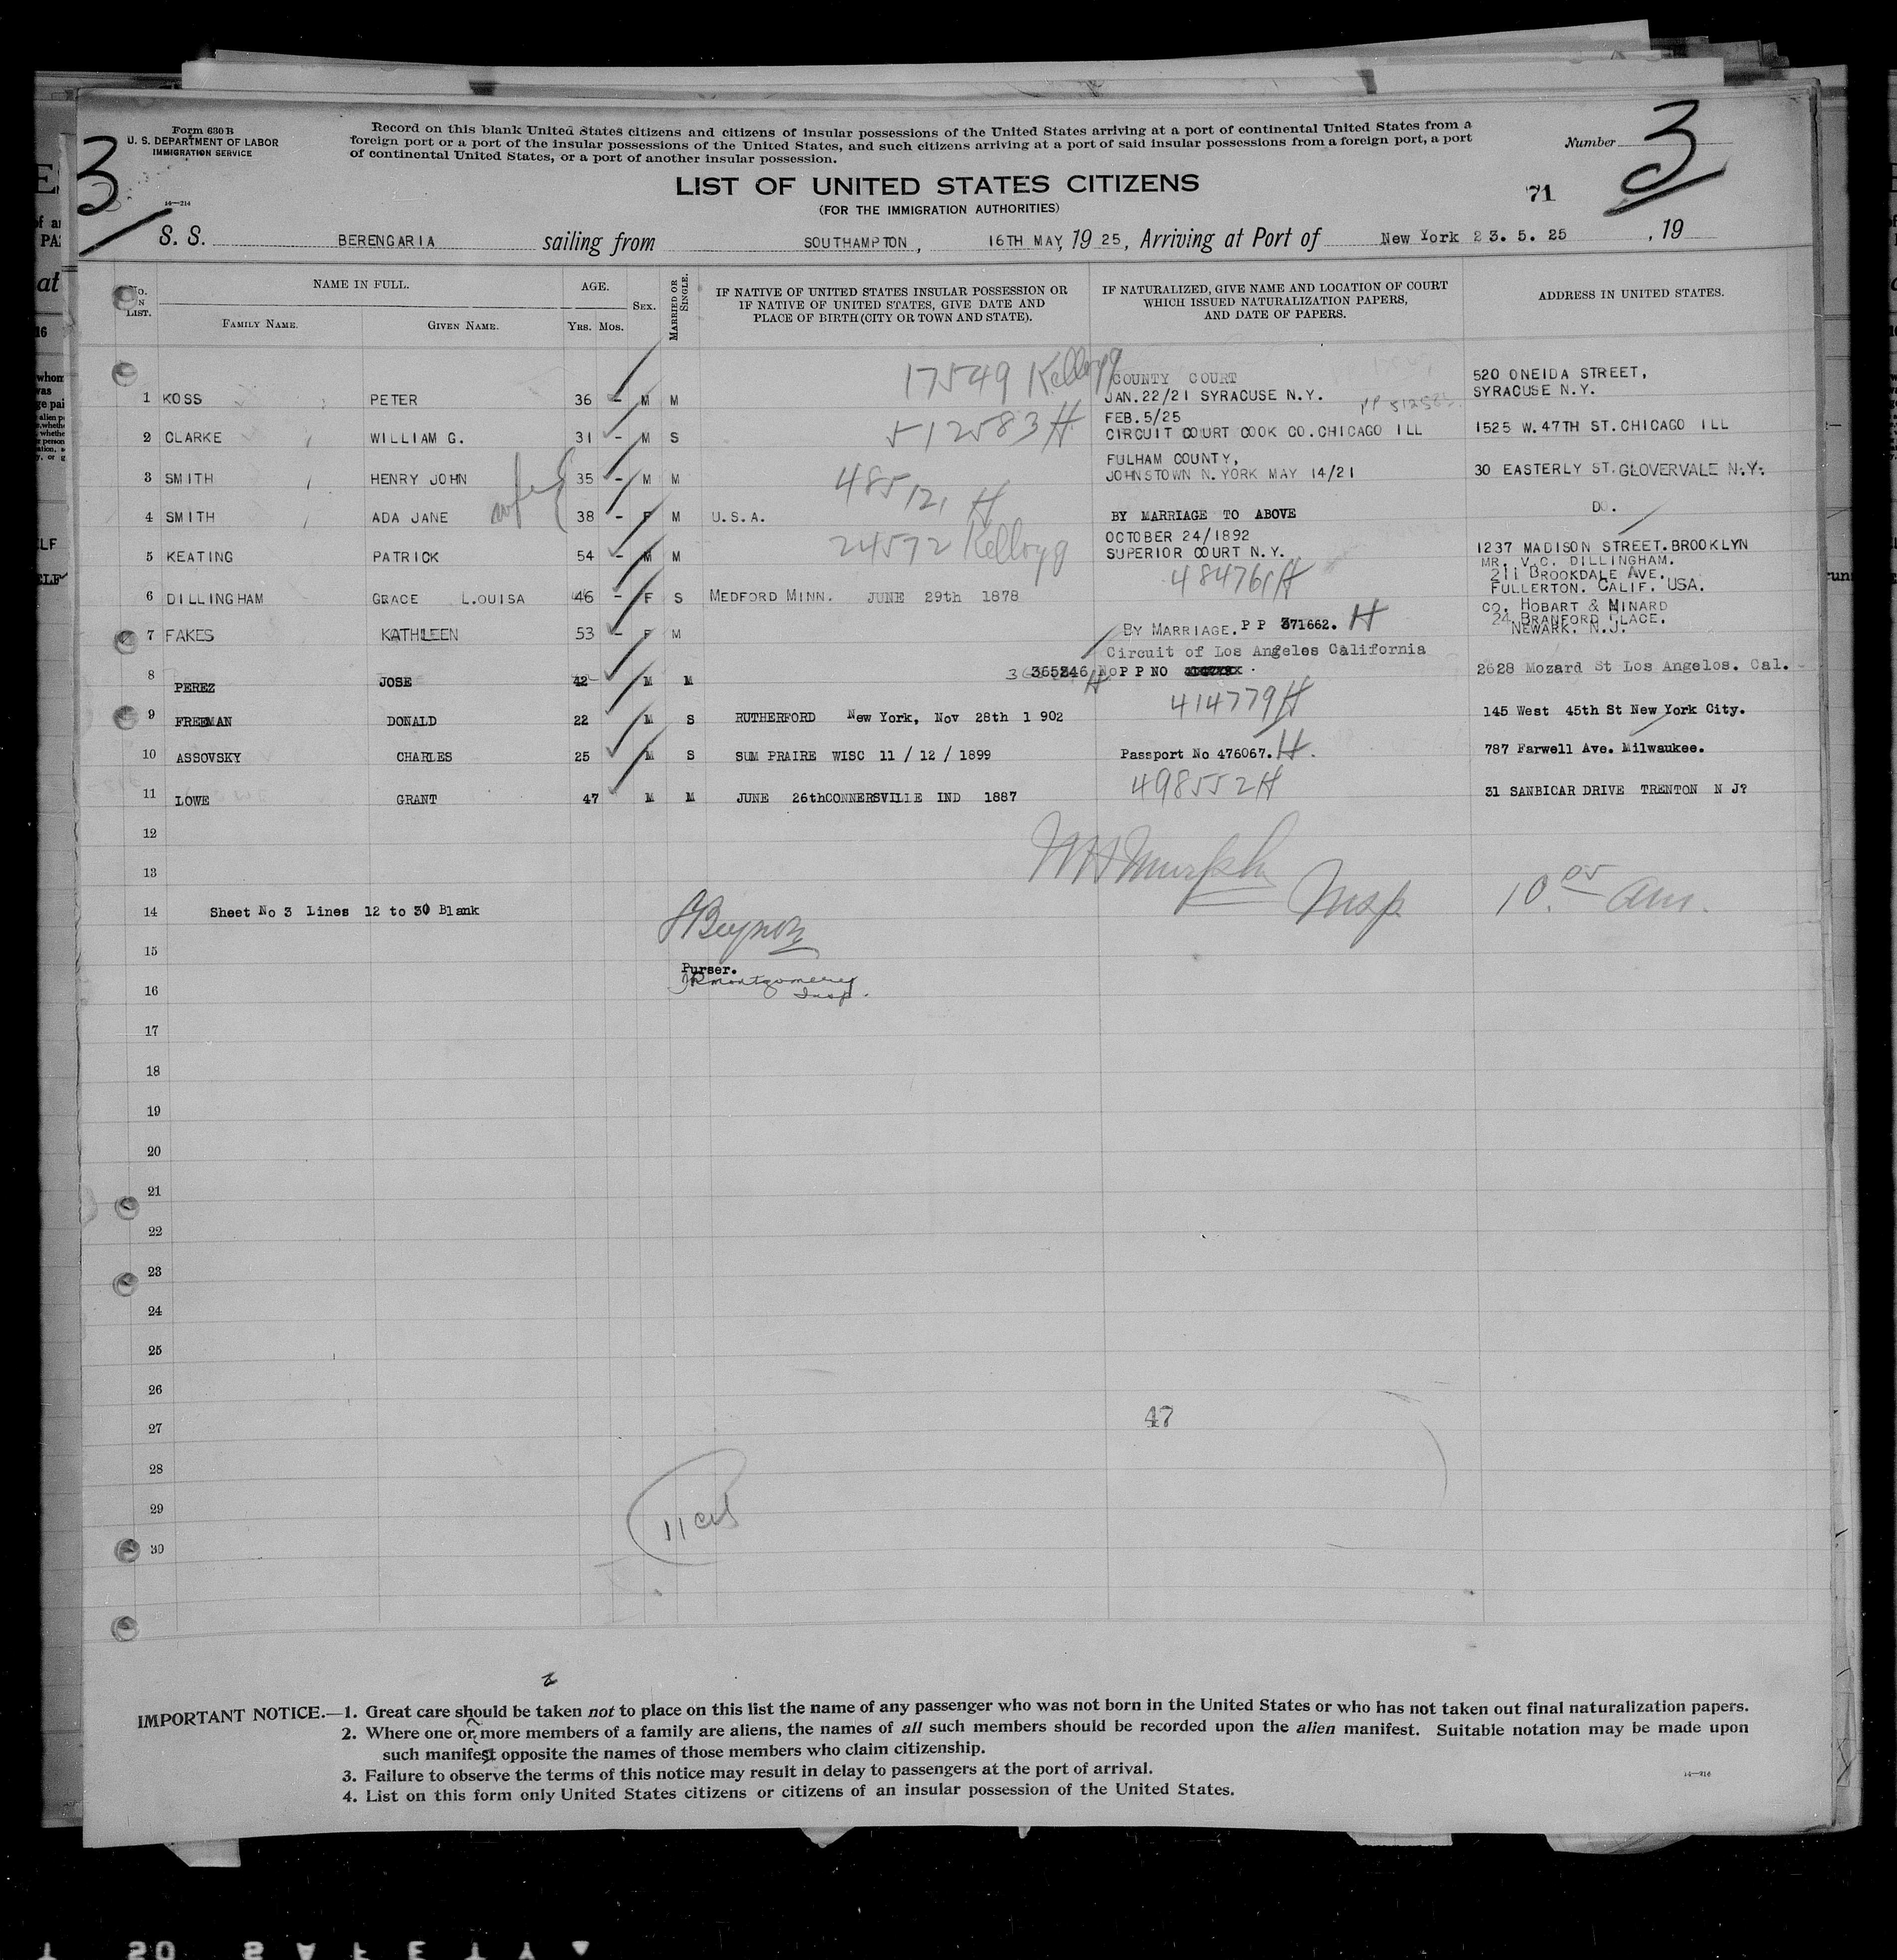 Form 630 B
U. S. DEPARTMENT OF LABOR
IMMIGRATION SERVICE
14—214
3
Record on this blank United States citizens and citizens of insular possessions of the United States arriving at a port of continental United States from a
foreign port or a port of the insular possessions of the United States, and such citizens arriving at a port of said insular possessions from a foreign port, a port
of continental United States, or a port of another insular possession.
Number 3
LIST OF UNITED STATES CITIZENS
(FOR THE IMMIGRATION AUTHORITIES)
71
S. S. BERENGARIA sailing from SOUTHAMPTON, 16TH MAY, 19 25, Arriving at Port of New York 23. 5. 25, 19
No. ON LIST.
NAME IN FULL.
FAMILY NAME. GIVEN NAME.
AGE.
YRS. MOS.
SEX.
MARRIED OR SINGLE.
IF NATIVE OF UNITED STATES INSULAR POSSESSION OR
IF NATIVE OF UNITED STATES, GIVE DATE AND
PLACE OF BIRTH (CITY OR TOWN AND STATE).
IF NATURALIZED, GIVE NAME AND LOCATION OF COURT
WHICH ISSUED NATURALIZATION PAPERS,
AND DATE OF PAPERS.
ADDRESS IN UNITED STATES.
17549 Kellogg COUNTY COURT 520 ONEIDA STREET,
1 KOSS PETER 36 - M M JAN.22/21 SYRACUSE N.Y. SYRACUSE N.Y.
PP 512583
512583 H FEB.5/25
2 CLARKE WILLIAM G. 31 - M S CIRCUIT COURT COOK CO.CHICAGO ILL 1525 W.47TH ST.CHICAGO ILL
FULHAM COUNTY,
3 SMITH HENRY JOHN 35 - M M 485121 H JOHNSTOWN N.YORK MAY 14/21 30 EASTERLY ST.GLOVERVALE N.Y.
wife
4 SMITH ADA JANE 38 - F M U.S.A. BY MARRIAGE TO ABOVE DO.
24572 Kellogg OCTOBER 24/1892
5 KEATING PATRICK 54 - M M SUPERIOR COURT N.Y. 1237 MADISON STREET.BROOKLYN
484761 H MR. V.C. DILLINGHAM.
211 BROOKDALE AVE.
6 DILLINGHAM GRACE LOUISA 46 - F S MEDFORD MINN. JUNE 29th 1878 FULLERTON. CALIF. USA.
CO. HOBART & MINARD
24 BRANFORD PLACE.
7 FAKES KATHLEEN 53 - F M BY MARRIAGE. P P 371662. H NEWARK. N.J.
Circuit of Los Angeles California
8 PEREZ JOSE 42 - M M 365246 H No P P NO 2628 Mozard St Los Angelos. Cal.
9 FREEMAN DONALD 22 M S RUTHERFORD New York, Nov 28th 1 902 414779 H 145 West 45th St New York City.
10 ASSOVSKY CHARLES 25 M S SUM PRAIRE WISC 11 / 12 / 1899 Passport No 476067. H. 787 Farwell Ave. Milwaukee.
11 LOWE GRANT 47 M M JUNE 26thCONNERSVILLE IND 1887 498552 H 31 SANBICAR DRIVE TRENTON N J?
12
13 Insp 10.05 am.
14 Sheet No 3 Lines 12 to 30 Blank
15
Purser.
16 Montgomery
Insp.
17
18
19
20
21
22
23
24
25
26
27 47
28
29
30
IMPORTANT NOTICE.—1. Great care should be taken not to place on this list the name of any passenger who was not born in the United States or who has not taken out final naturalization papers.
2. Where one or more members of a family are aliens, the names of all such members should be recorded upon the alien manifest. Suitable notation may be made upon
such manifest opposite the names of those members who claim citizenship.
3. Failure to observe the terms of this notice may result in delay to passengers at the port of arrival.
4. List on this form only United States citizens or citizens of an insular possession of the United States.
14—214